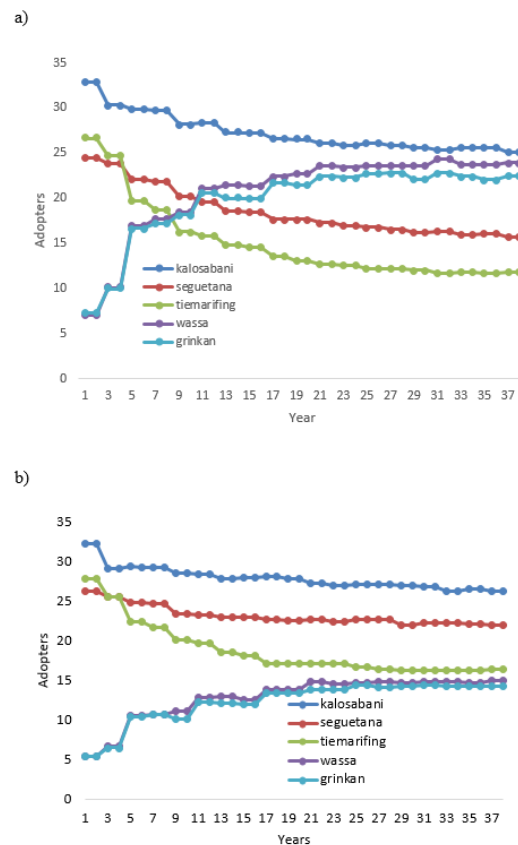 a)
35
30
25
20
15
10
5
0
Adopters
kalosabani
seguetana
tiemarifing
wassa
grinkan
1 3 5 7 9 11 13 15 17 19 21 23 25 27 29 31 33 35 37
Year
b)
35
30
25
20
15
10
5
0
Adopters
kalosabani
seguetana
tiemarifing
wassa
grinkan
1 3 5 7 9 11 13 15 17 19 21 23 25 27 29 31 33 35 37
Years